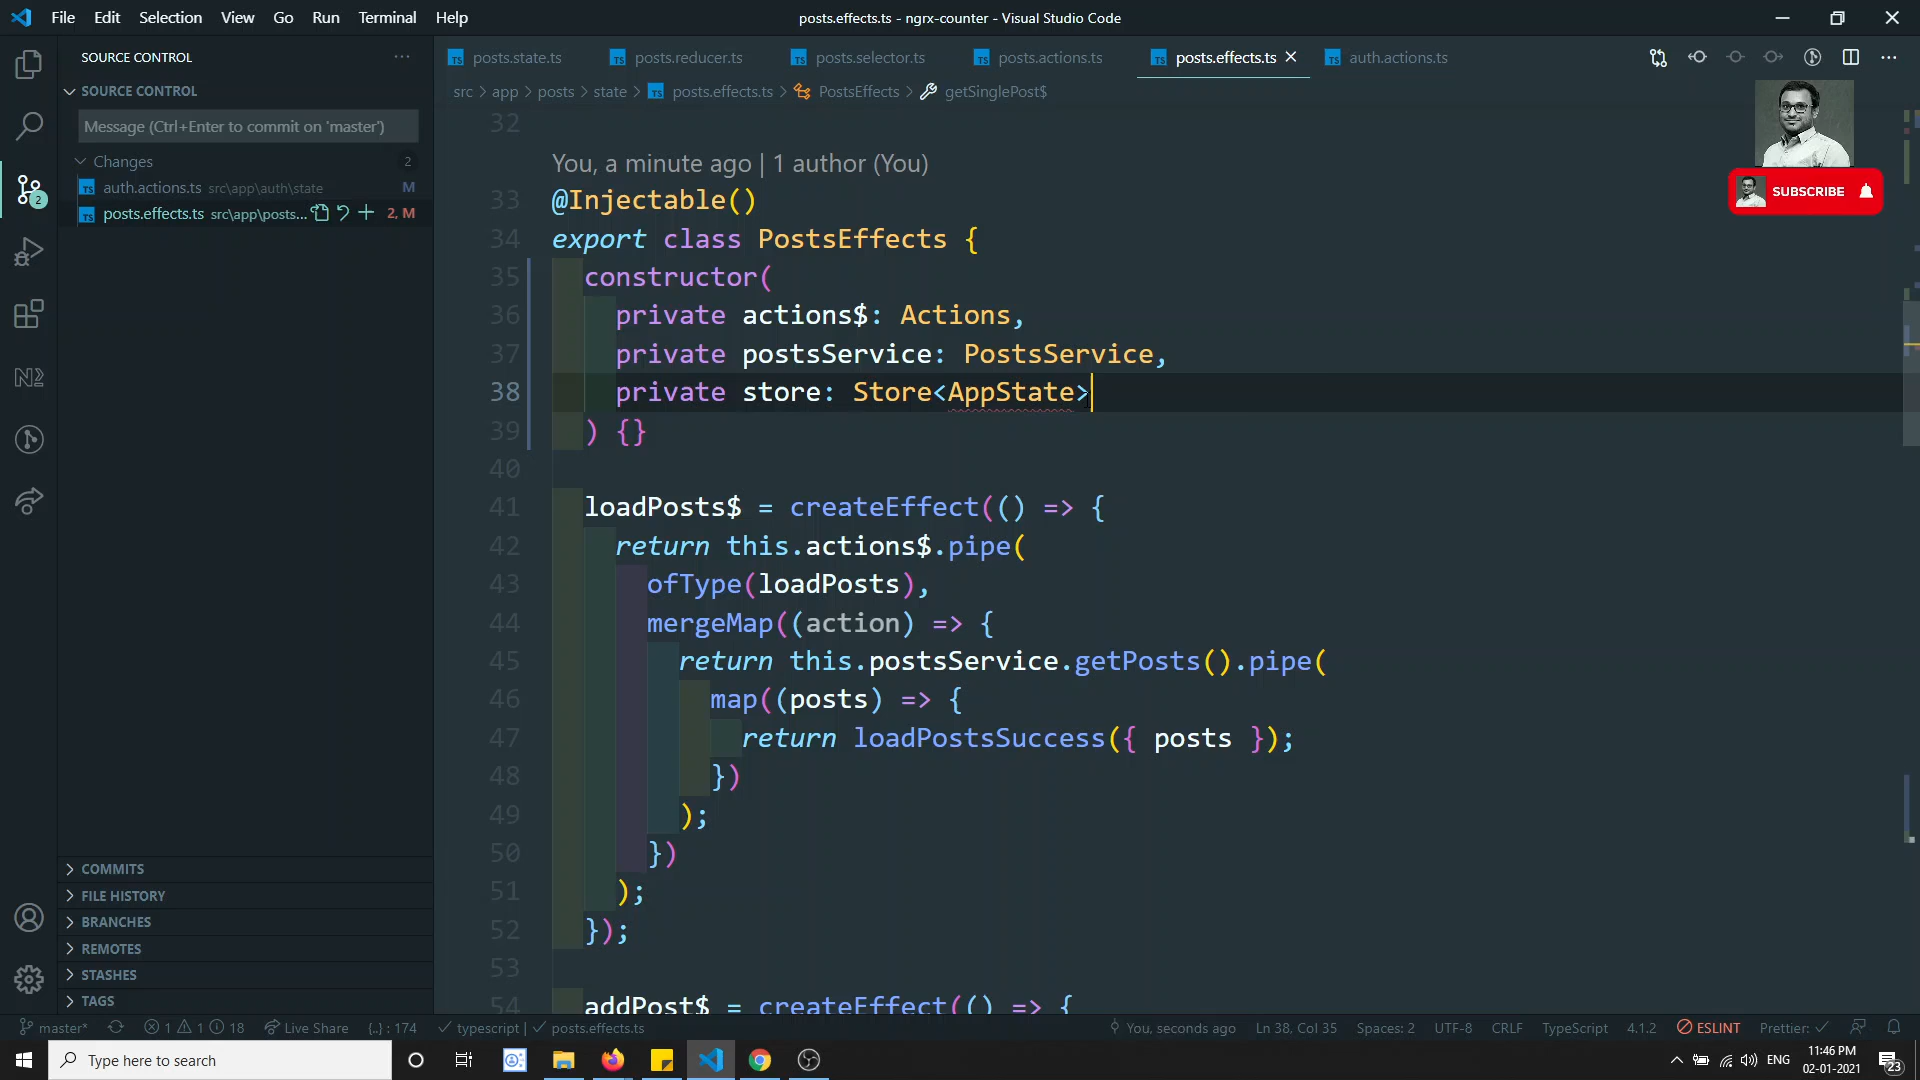 File Edit Selection View Go Run Terminal Help
posts.effects.ts - ngrx-counter - Visual Studio Code
SOURCE CONTROL
posts.state.ts posts.reducer.ts posts.selector.ts posts.actions.ts posts.effects.ts auth.actions.ts
SOURCE CONTROL
src > app > posts > state > TS posts.effects.ts > PostsEffects > getSinglePost$
Message (Ctrl+Enter to commit on 'master')
Changes 2
TS auth.actions.ts src\app\auth\state M
TS posts.effects.ts src\app\posts... 2, M
2
SUBSCRIBE
32
You, a minute ago | 1 author (You)
33 @Injectable()
34 export class PostsEffects {
35 constructor(
36 private actions$: Actions,
37 private postsService: PostsService,
38 private store: Store<AppState>
39 ) {}
40
41 loadPosts$ = createEffect(() => {
42 return this.actions$.pipe(
43 ofType(loadPosts),
44 mergeMap((action) => {
45 return this.postsService.getPosts().pipe(
46 map((posts) => {
47 return loadPostsSuccess({ posts });
48 })
49 );
50 })
51 );
52 });
53
54 addPost$ = createEffect(() => {
COMMITS
FILE HISTORY
BRANCHES
REMOTES
STASHES
TAGS
master* 1 1 18 Live Share {..} : 174 typescript | posts.effects.ts You, seconds ago Ln 38, Col 35 Spaces: 2 UTF-8 CRLF TypeScript 4.1.2 ESLINT Prettier:
Type here to search
ENG
11:46 PM
02-01-2021
23